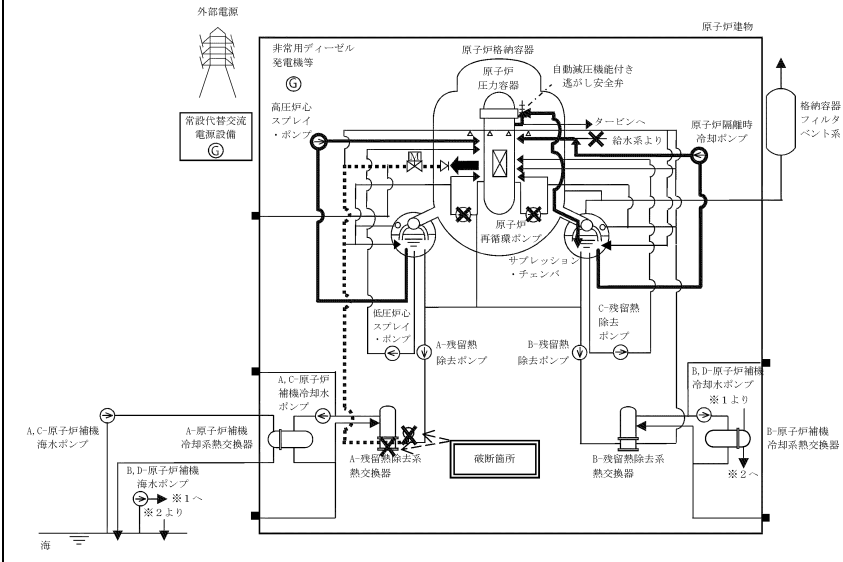 外部電源
原子炉建物
非常用ディーゼル
発電機等
G
原子炉格納容器
原子炉
圧力容器
自動減圧機能付き
逃がし安全弁
常設代替交流
電源設備
G
高圧炉心
スプレイ
・ポンプ
タービンへ
給水系より
原子炉隔離時
冷却ポンプ
格納容器
フィルタ
ベント系
原子炉
再循環ポンプ
サプレッション
・チェンバ
低圧炉心
スプレイ
・ポンプ
A-残留熱
除去ポンプ
B-残留熱
除去ポンプ
C-残留熱
除去
ポンプ
A,C-原子炉
補機冷却水
ポンプ
B,D-原子炉補機
冷却水ポンプ
※1より
A,C-原子炉補機
海水ポンプ
A-原子炉補機
冷却系熱交換器
A-残留熱除去系
熱交換器
破断箇所
B-残留熱除去系
熱交換器
B-原子炉補機
冷却系熱交換器
※2へ
B,D-原子炉補機
海水ポンプ
※1へ
※2より
海